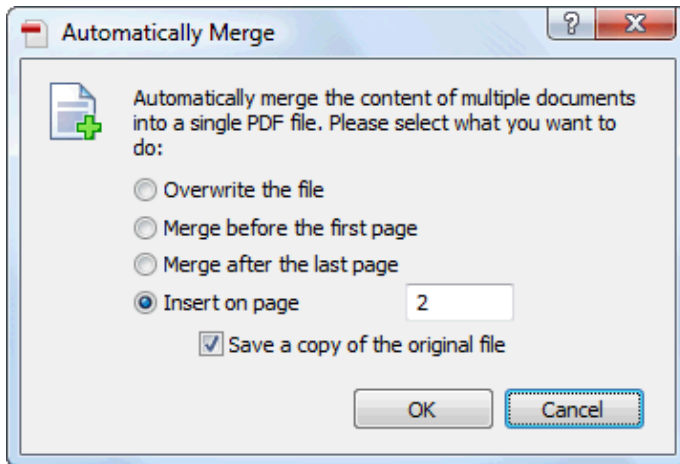 Automatically Merge
Automatically merge the content of multiple documents
into a single PDF file. Please select what you want to
do:
Overwrite the file
Merge before the first page
Merge after the last page
Insert on page 2
Save a copy of the original file
OK Cancel